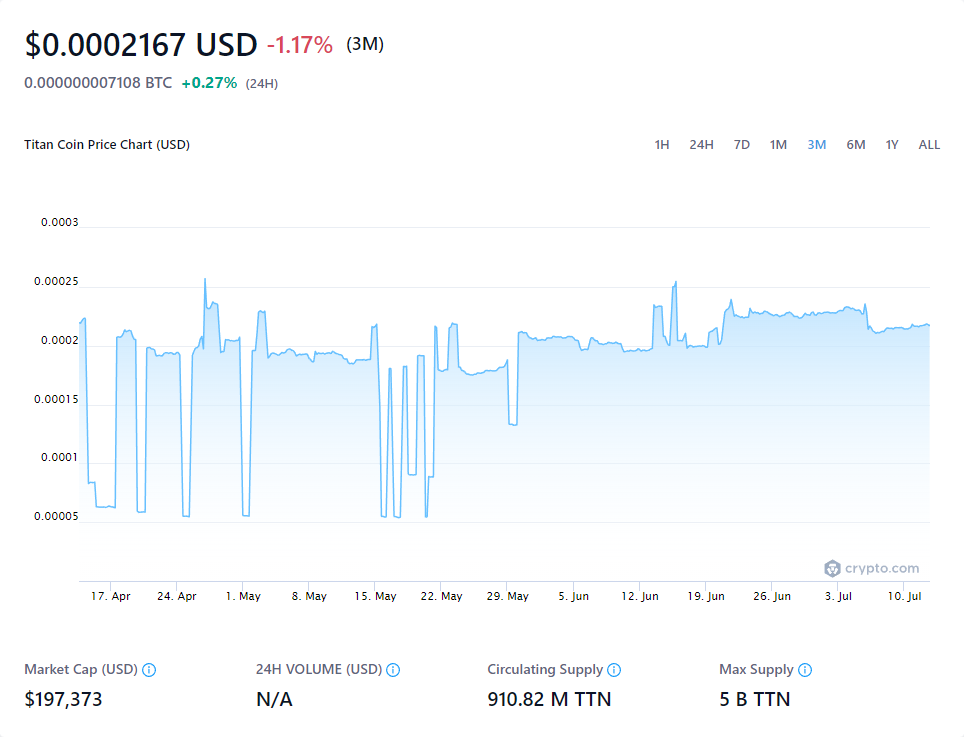 $0.0002167 USD -1.17% (3M)
0.000000007108 BTC +0.27% (24H)
Titan Coin Price Chart (USD) 1H 24H 7D 1M 3M 6M 1Y ALL
0.0003
0.00025
0.0002
0.00015
0.0001
0.00005
crypto.com
17. Apr 24. Apr 1. May 8. May 15. May 22. May 29. May 5. Jun 12. Jun 19. Jun 26. Jun 3. Jul 10. Jul
Market Cap (USD) 24H VOLUME (USD) Circulating Supply Max Supply
$197,373 N/A 910.82 M TTN 5 B TTN